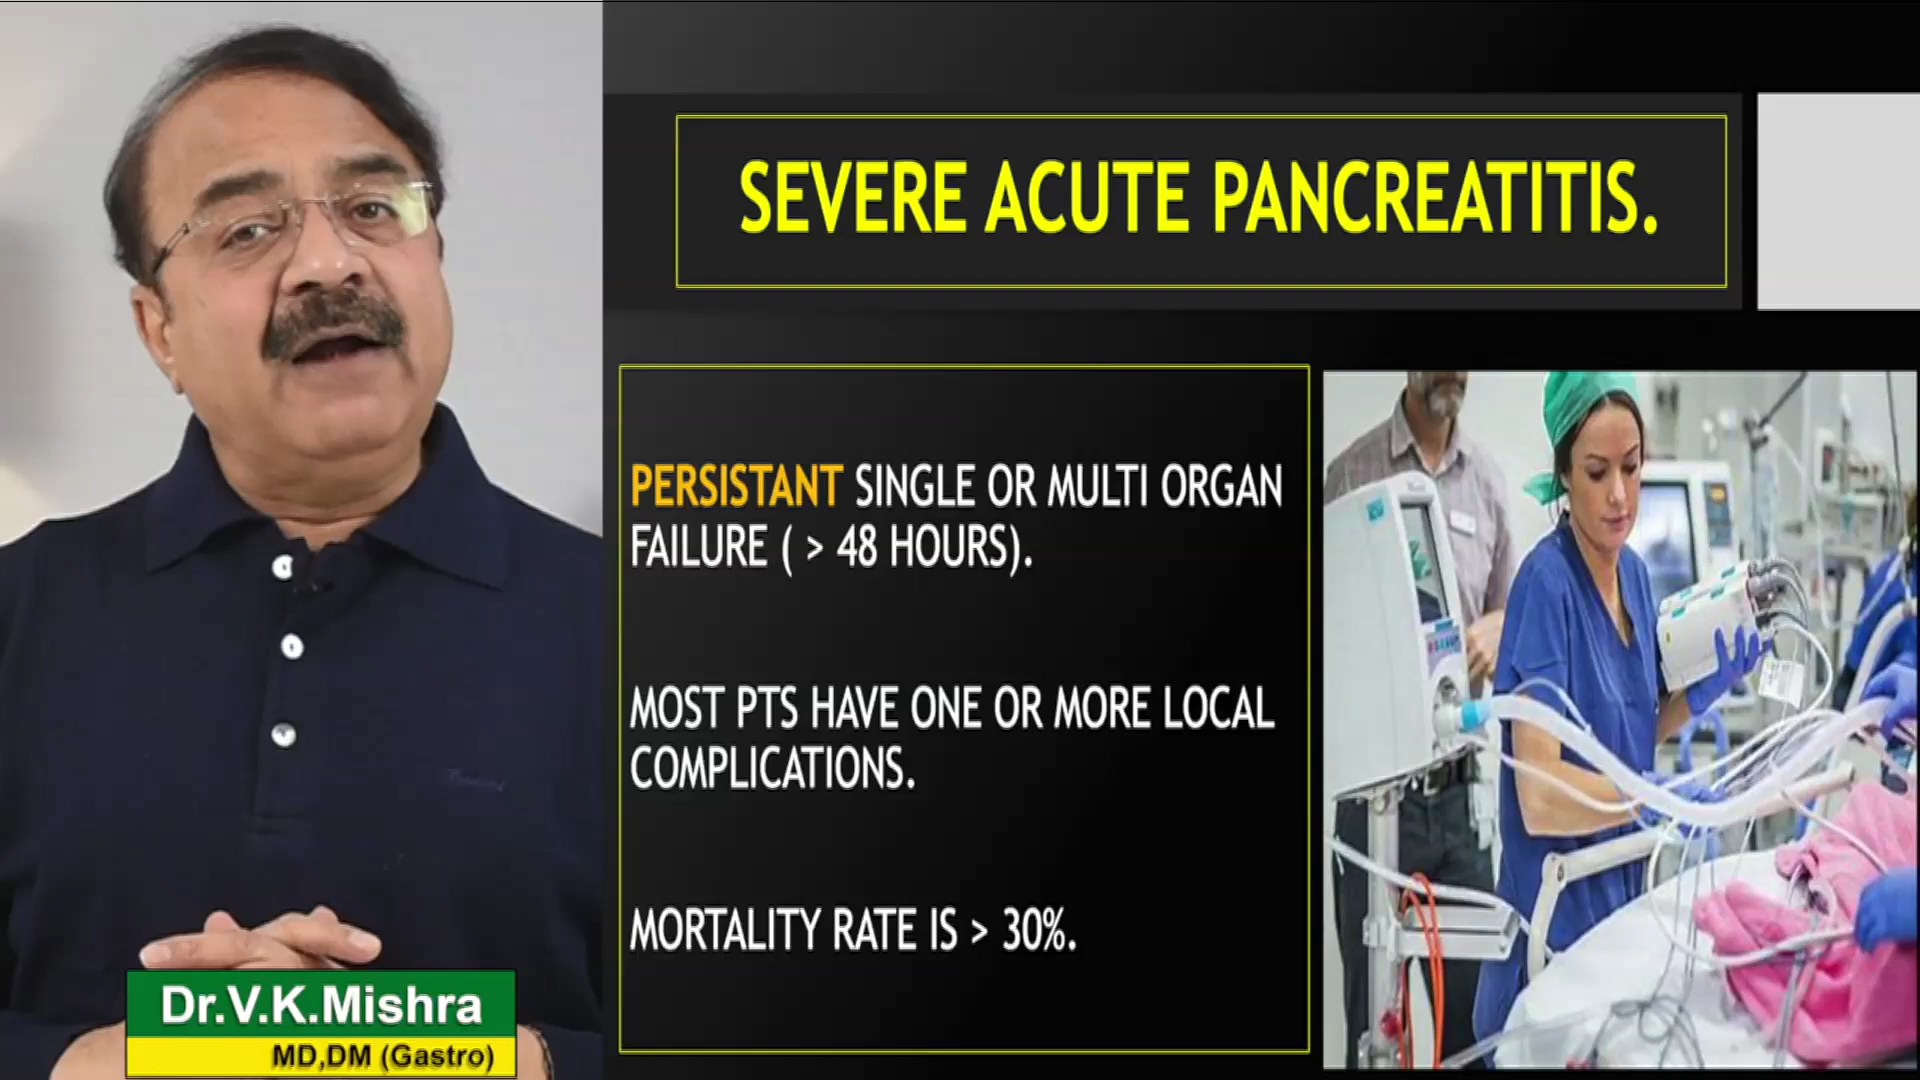 SEVERE ACUTE PANCREATITIS.
PERSISTANT SINGLE OR MULTI ORGAN
FAILURE ( > 48 HOURS).
MOST PTS HAVE ONE OR MORE LOCAL
COMPLICATIONS.
MORTALITY RATE IS > 30%.
Dr.V.K.Mishra
MD,DM (Gastro)